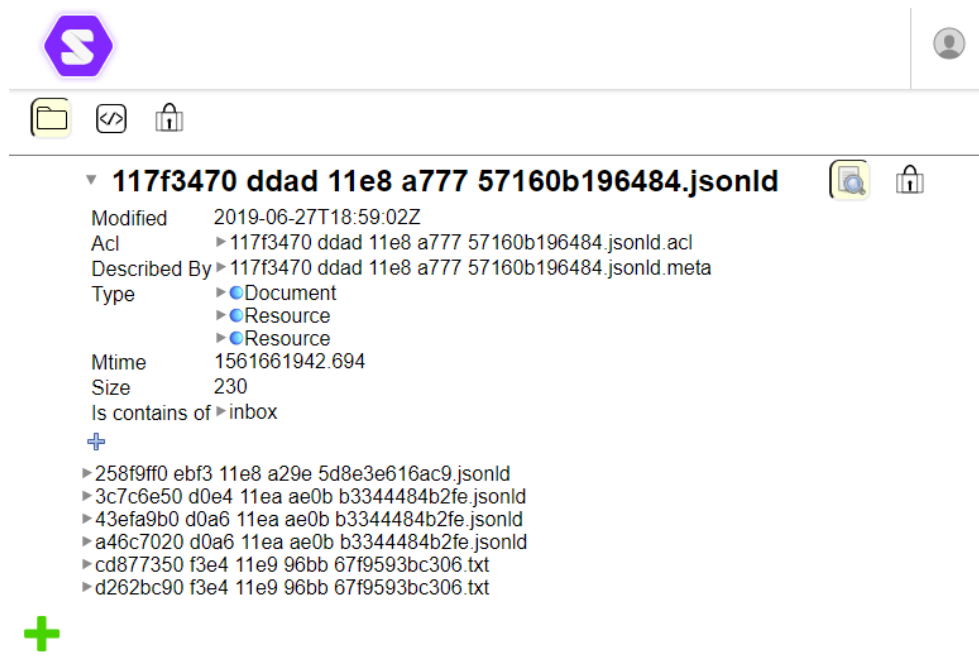 S
</>
117f3470 ddad 11e8 a777 57160b196484.jsonld
Modified 2019-06-27T18:59:02Z
Acl 117f3470 ddad 11e8 a777 57160b196484.jsonld.acl
Described By 117f3470 ddad 11e8 a777 57160b196484.jsonld.meta
Type Document
Resource
Resource
Mtime 1561661942.694
Size 230
Is contains of inbox
258f9ff0 ebf3 11e8 a29e 5d8e3e616ac9.jsonld
3c7c6e50 d0e4 11ea ae0b b3344484b2fe.jsonld
43efa9b0 d0a6 11ea ae0b b3344484b2fe.jsonld
a46c7020 d0a6 11ea ae0b b3344484b2fe.jsonld
cd877350 f3e4 11e9 96bb 67f9593bc306.txt
d262bc90 f3e4 11e9 96bb 67f9593bc306.txt